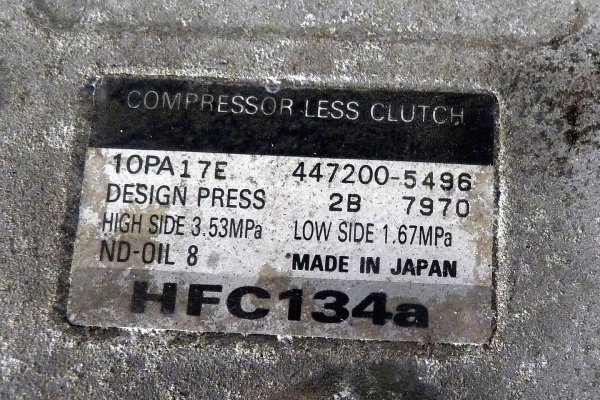 COMPRESSOR LESS CLUTCH
10PA17E 447200-5496
DESIGN PRESS 2B 7970
HIGH SIDE 3.53MPa LOW SIDE 1.67MPa
ND-OIL 8 MADE IN JAPAN
HFC134a